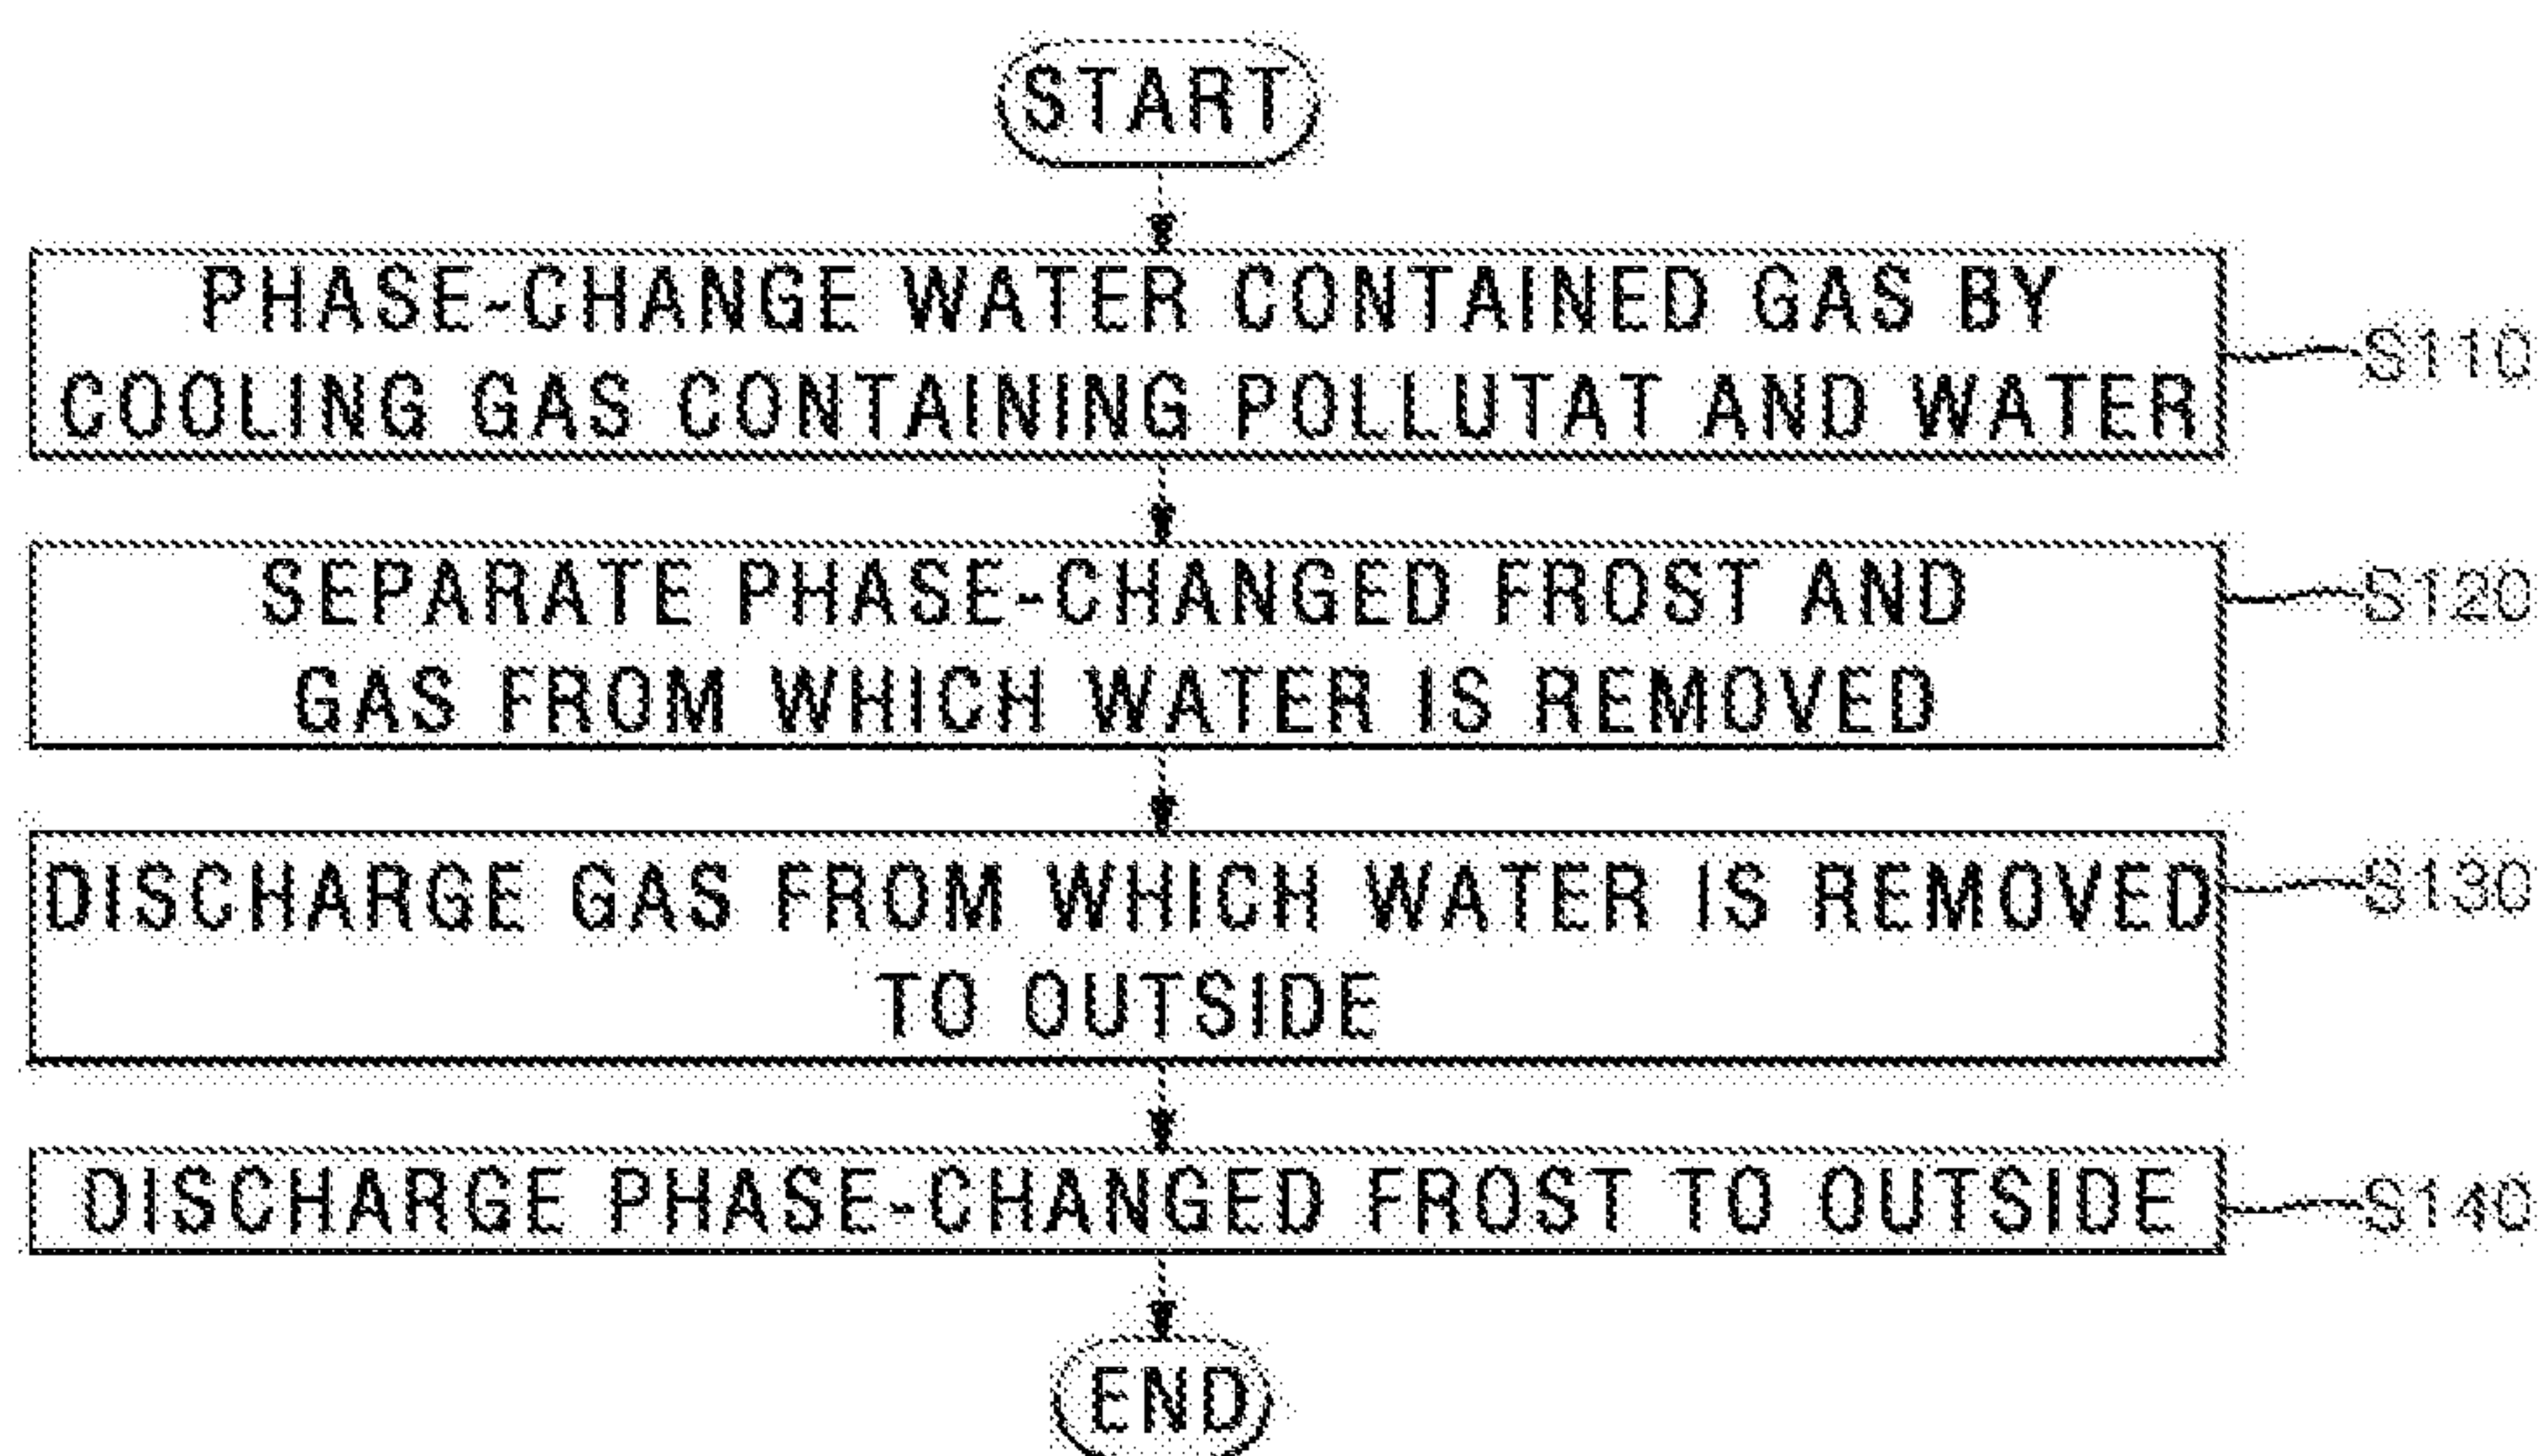 START
PHASE-CHANGE WATER CONTAINED GAS BY
COOLING GAS CONTAINING POLLUTAT AND WATER
S110
SEPARATE PHASE-CHANGED FROST AND
GAS FROM WHICH WATER IS REMOVED
S120
DISCHARGE GAS FROM WHICH WATER IS REMOVED
TO OUTSIDE
S130
DISCHARGE PHASE-CHANGED FROST TO OUTSIDE
S140
END